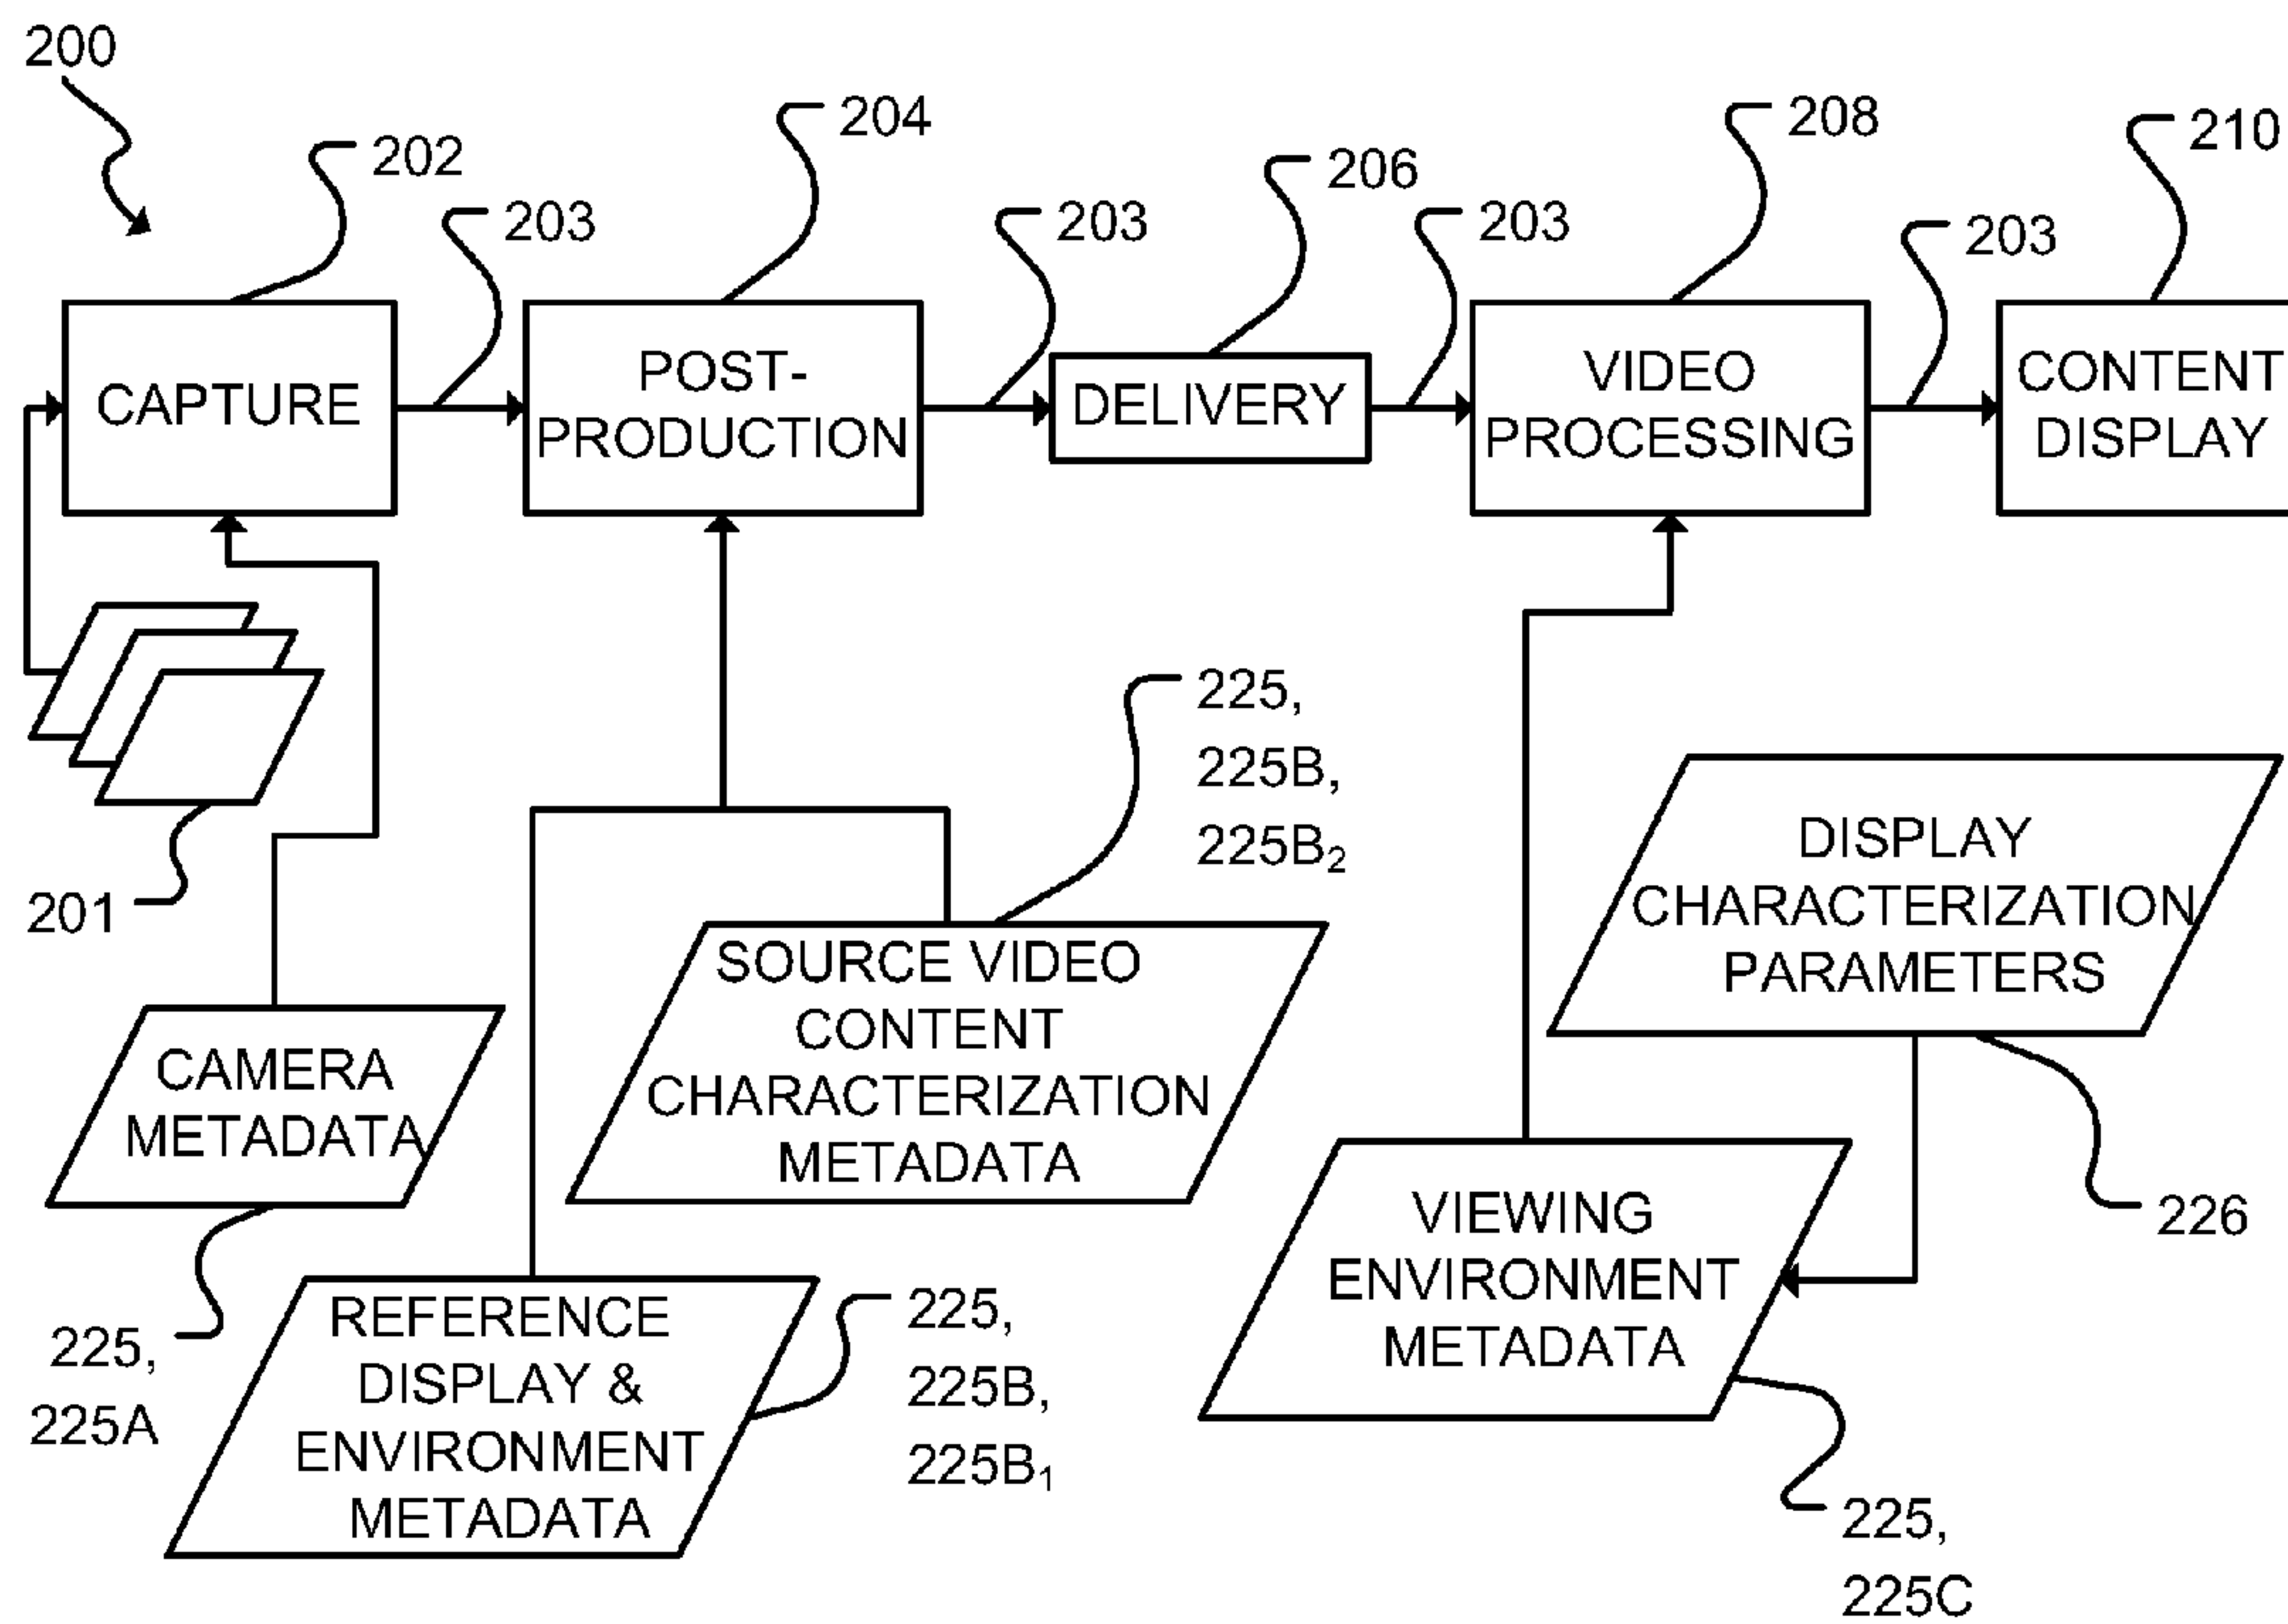 200
202
203
204
203
206
203
208
203
210
CAPTURE
POST-
PRODUCTION
DELIVERY
VIDEO
PROCESSING
CONTENT
DISPLAY
201
225,
225B,
225B₂
DISPLAY
CHARACTERIZATION
PARAMETERS
226
SOURCE VIDEO
CONTENT
CHARACTERIZATION
METADATA
CAMERA
METADATA
225,
225A
REFERENCE
DISPLAY &
ENVIRONMENT
METADATA
225,
225B,
225B₁
VIEWING
ENVIRONMENT
METADATA
225,
225C